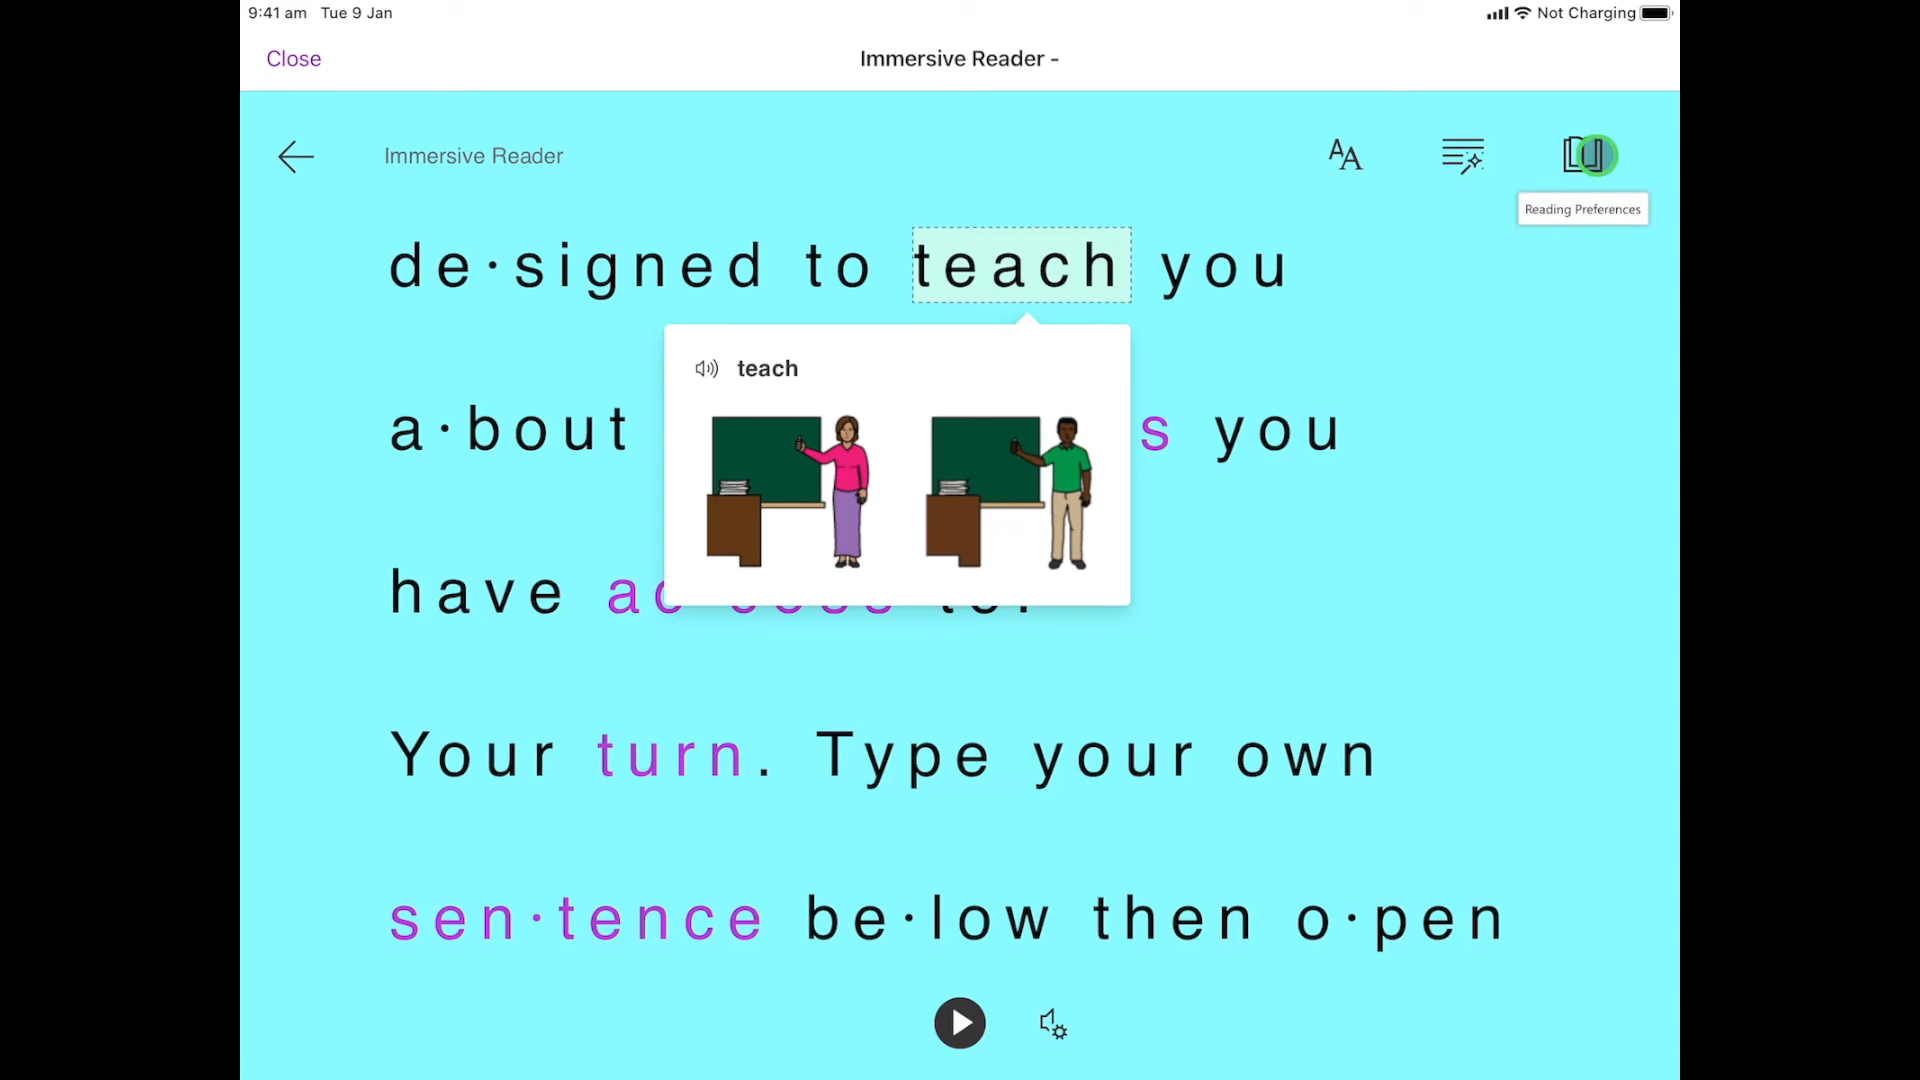 9:41 am Tue 9 Jan Not Charging
Close Immersive Reader -
Immersive Reader
Reading Preferences
de·signed to teach you
teach
a·bout s you
have
Your turn. Type your own
sen·tence be·low then o·pen